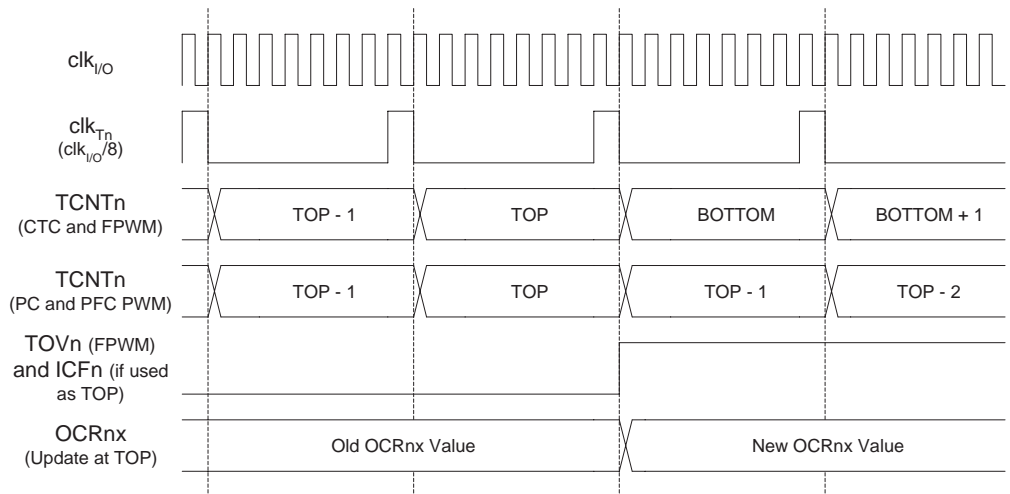 clkI/O
clkTn
(clkI/O/8)
TCNTn
(CTC and FPWM)
TOP - 1
TOP
BOTTOM
BOTTOM + 1
TCNTn
(PC and PFC PWM)
TOP - 1
TOP
TOP - 1
TOP - 2
TOVn (FPWM)
and ICFn (if used
as TOP)
OCRnx
(Update at TOP)
Old OCRnx Value
New OCRnx Value